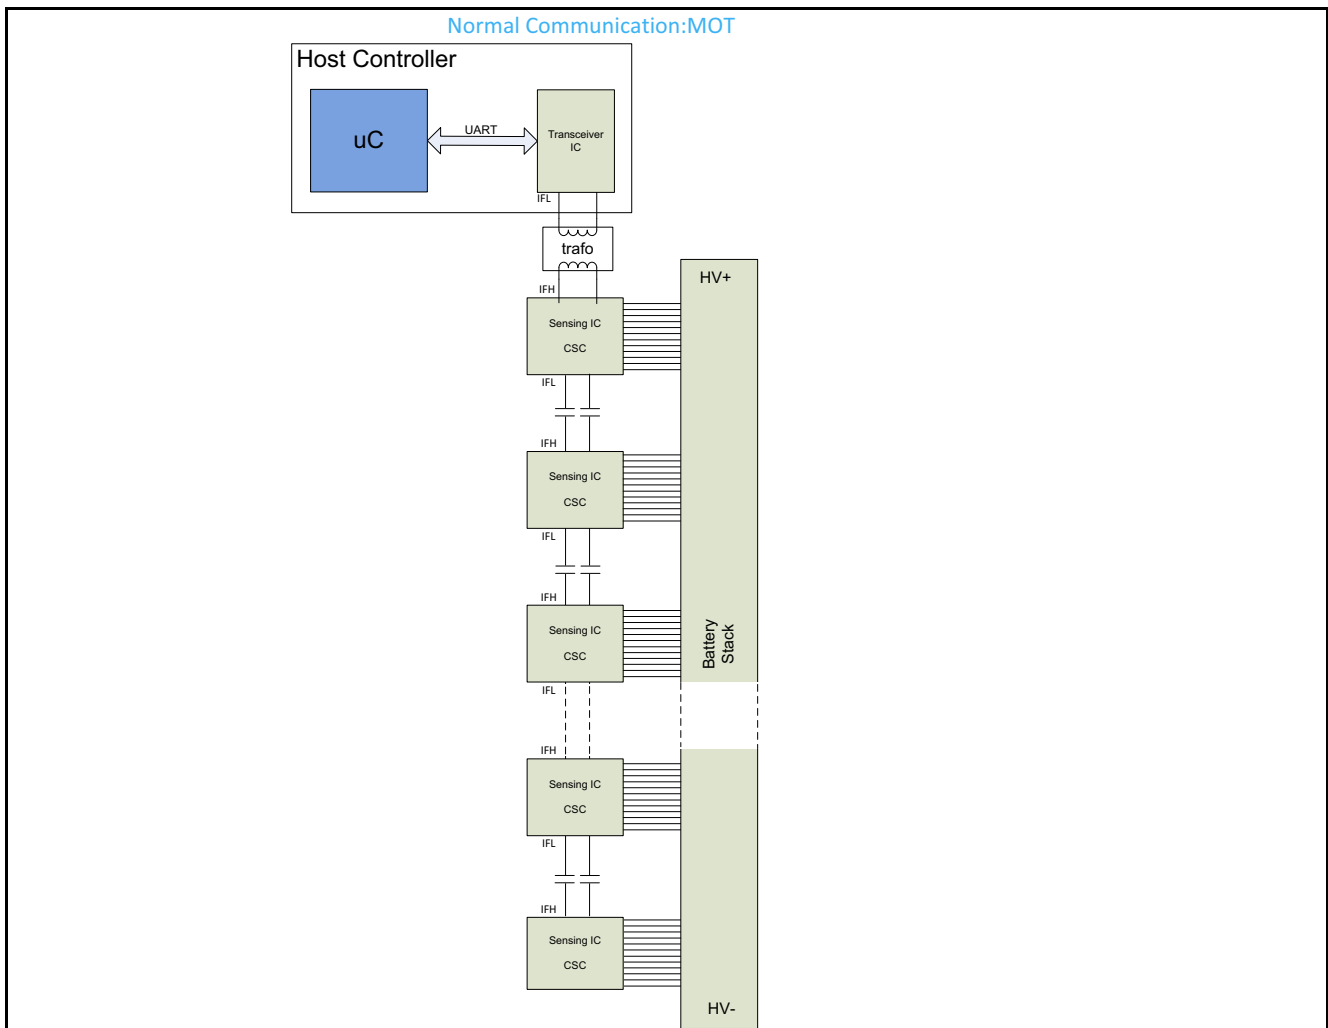 Normal Communication:MOT
Host Controller
uC
UART
Transceiver
IC
IFL
trafo
IFH
HV+
Sensing IC
CSC
IFL
IFH
Sensing IC
CSC
IFL
IFH
Sensing IC
CSC
Battery
Stack
IFL
IFH
Sensing IC
CSC
IFL
IFH
Sensing IC
CSC
HV-